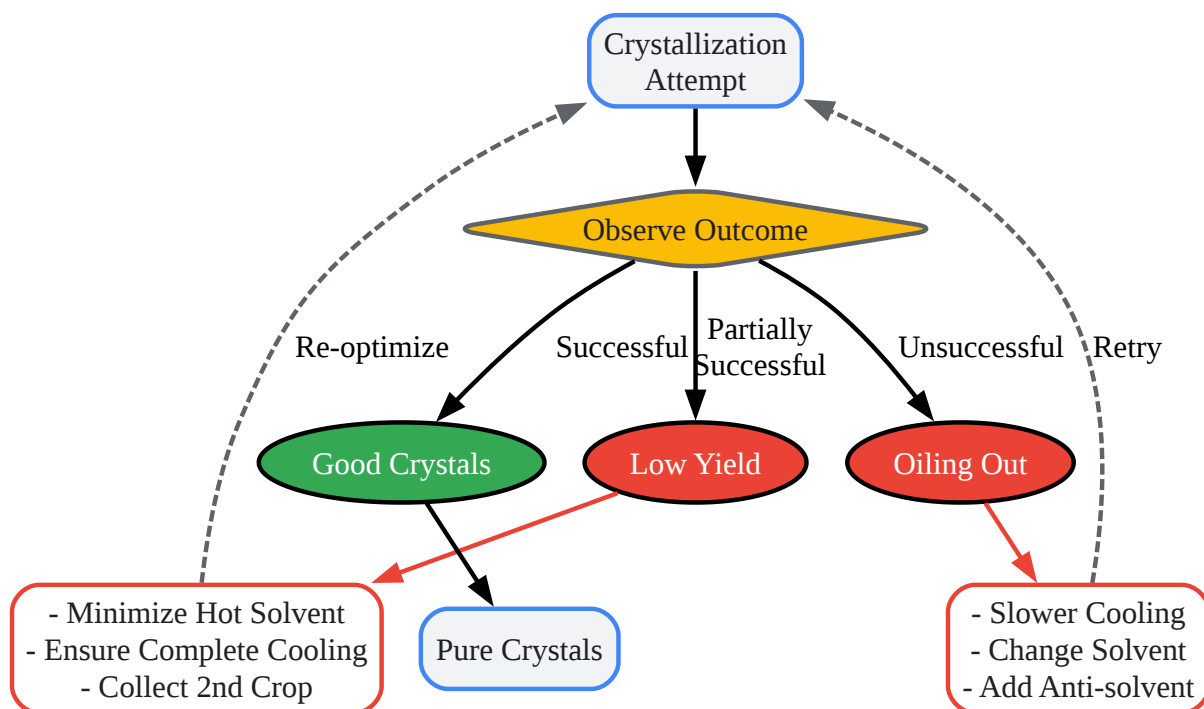 Crystallization
Attempt
Observe Outcome
Re-optimize
Successful
Partially
Successful
Unsuccessful
Retry
Good Crystals
Low Yield
Oiling Out
- Minimize Hot Solvent
- Ensure Complete Cooling
- Collect 2nd Crop
Pure Crystals
- Slower Cooling
- Change Solvent
- Add Anti-solvent